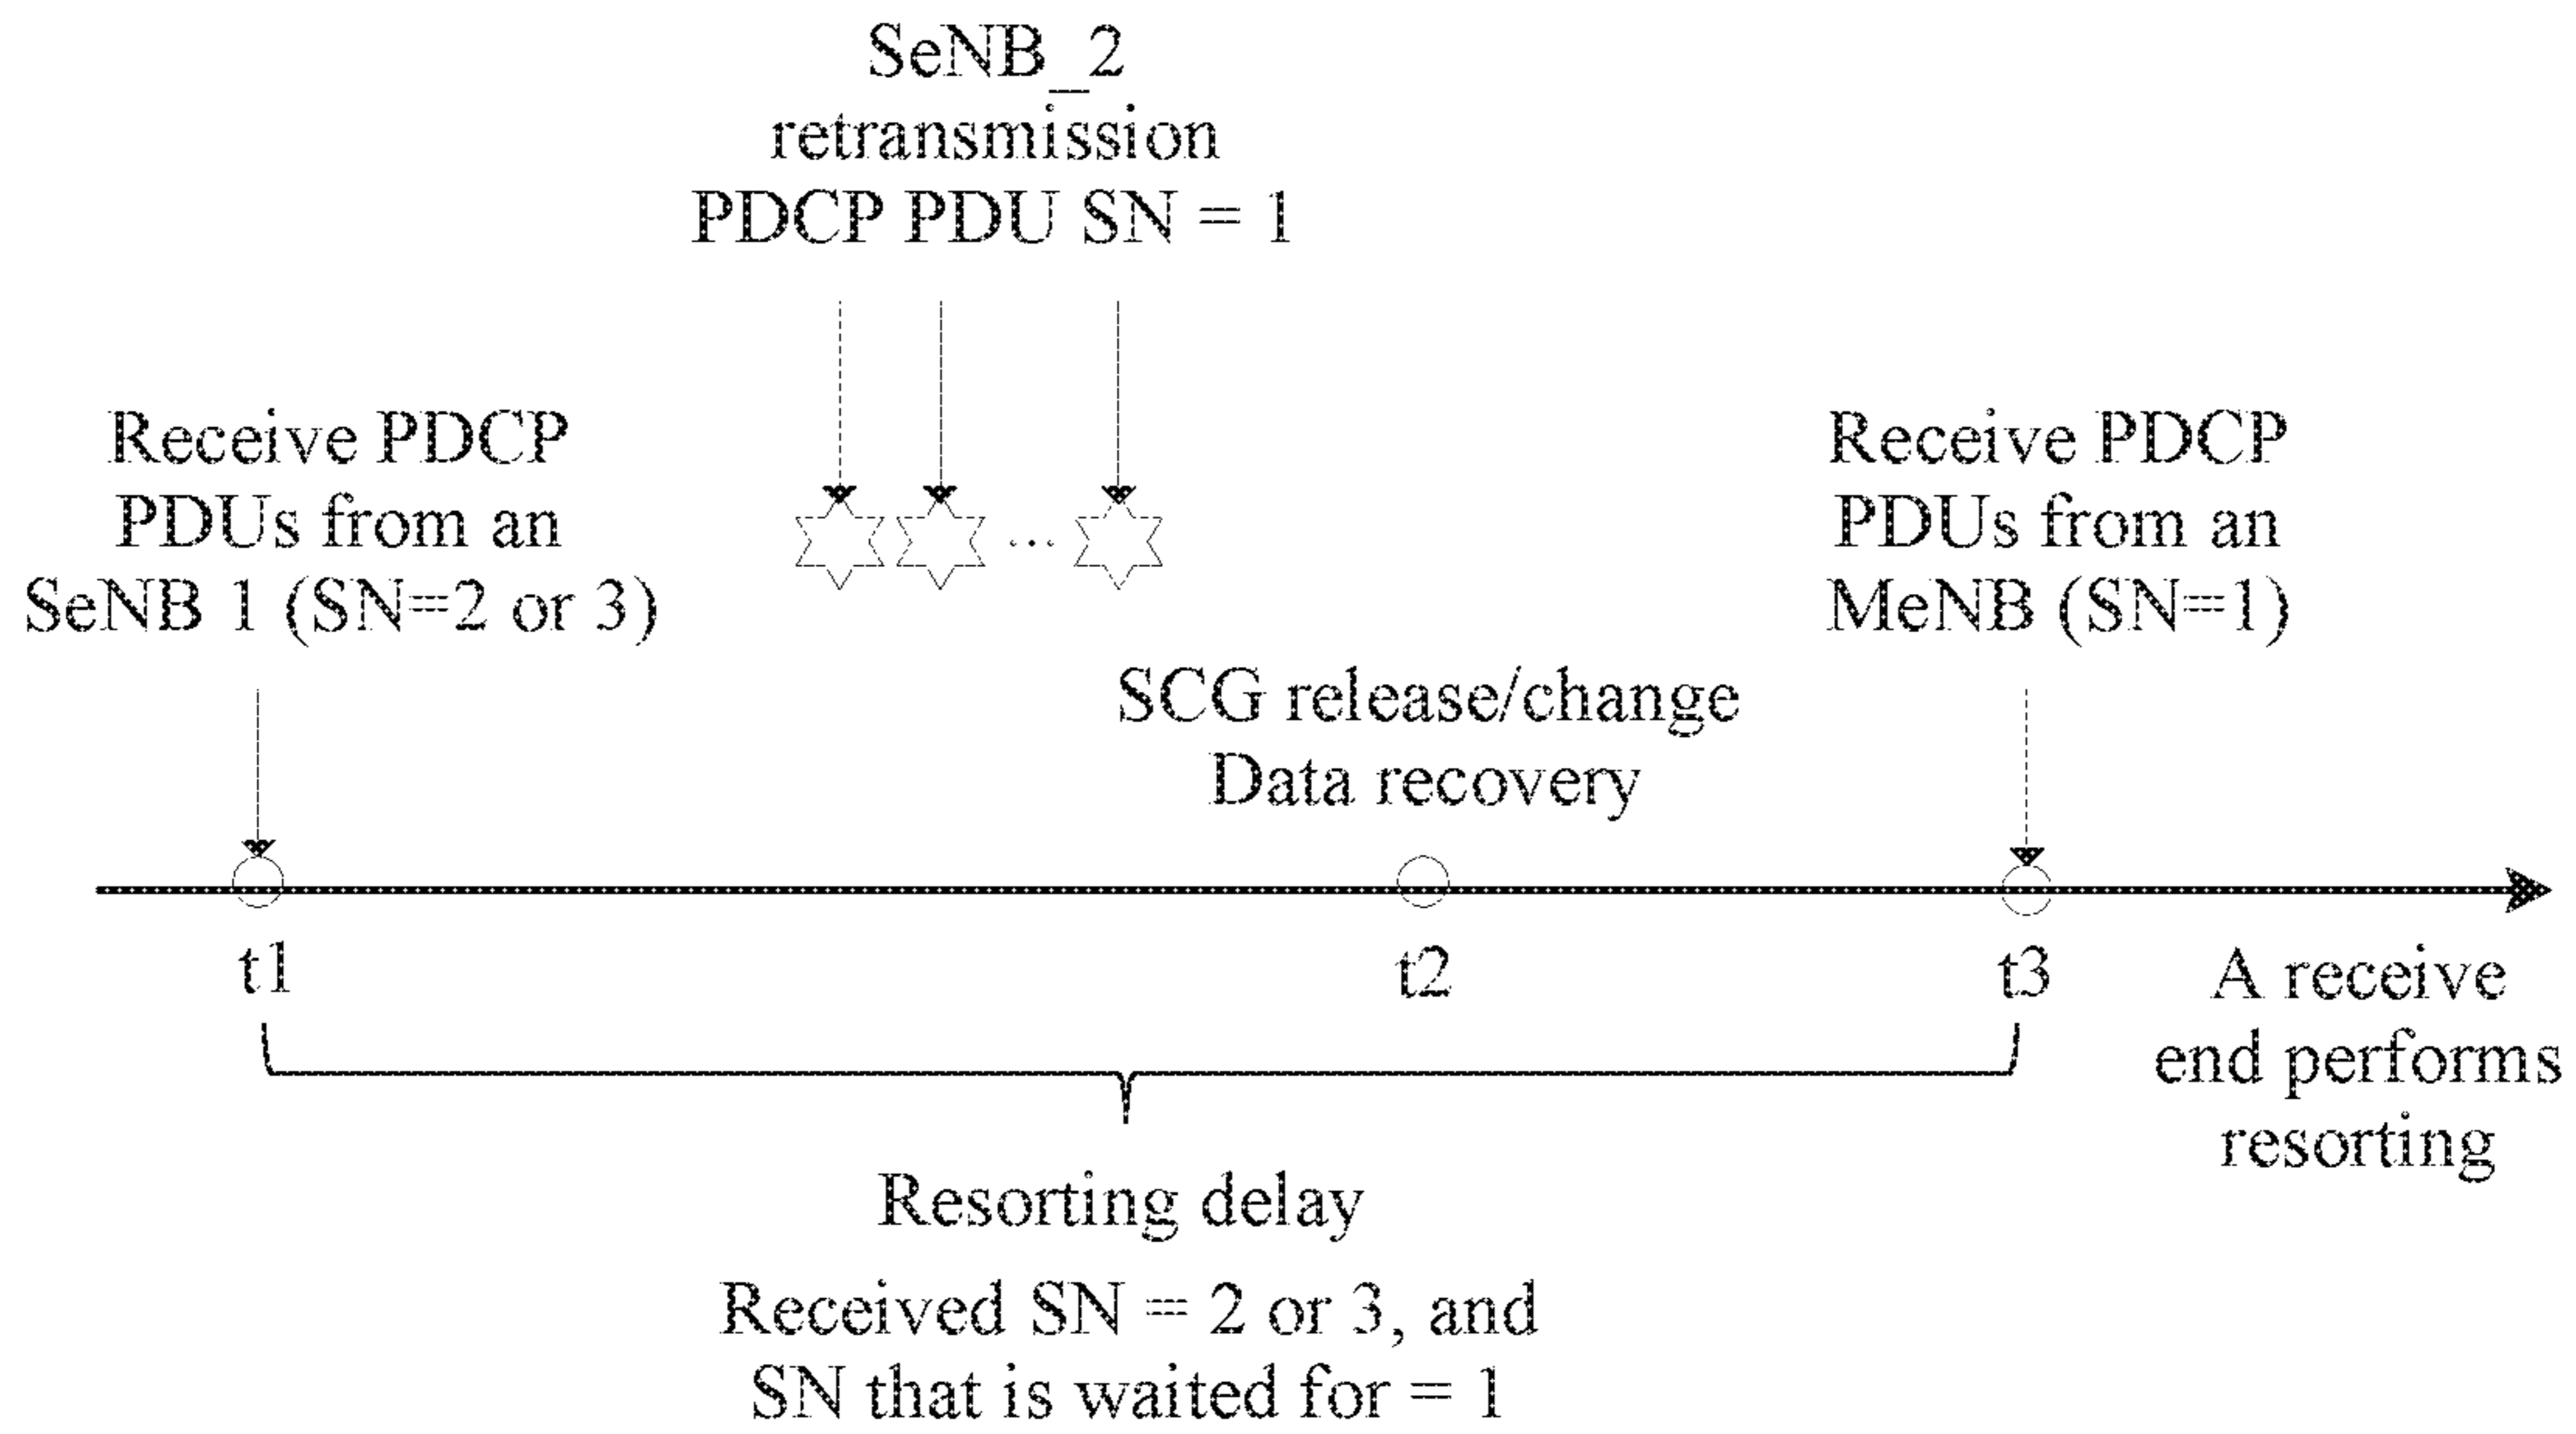 SeNB_2
retransmission
PDCP PDU SN = 1
Receive PDCP
PDUs from an
SeNB 1 (SN=2 or 3)
...
Receive PDCP
PDUs from an
MeNB (SN=1)
SCG release/change
Data recovery
t1
t2
t3
A receive
end performs
resorting
Resorting delay
Received SN = 2 or 3, and
SN that is waited for = 1